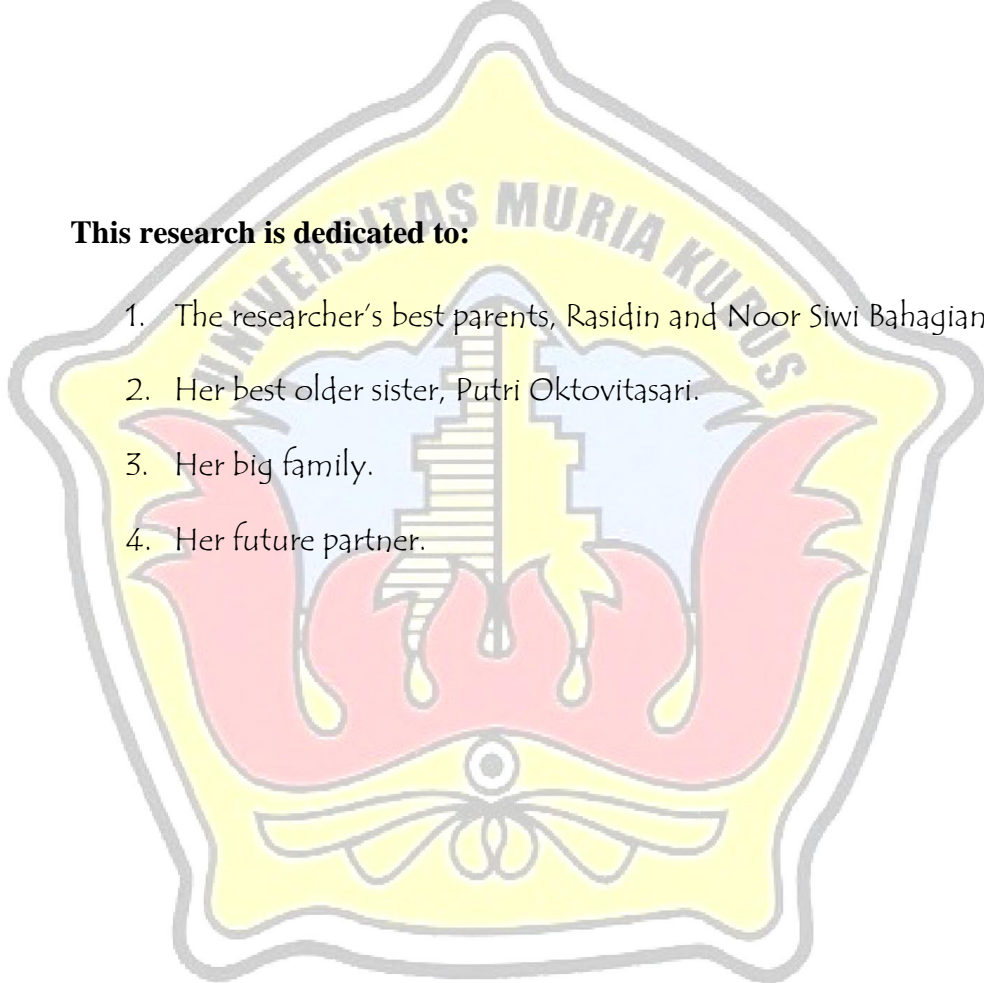 UNIVERSITAS MURIA KUDUS
This research is dedicated to:
1. The researcher's best parents, Rasidin and Noor Siwi Bahagian
2. Her best older sister, Putri Oktovitasari.
3. Her big family.
4. Her future partner.